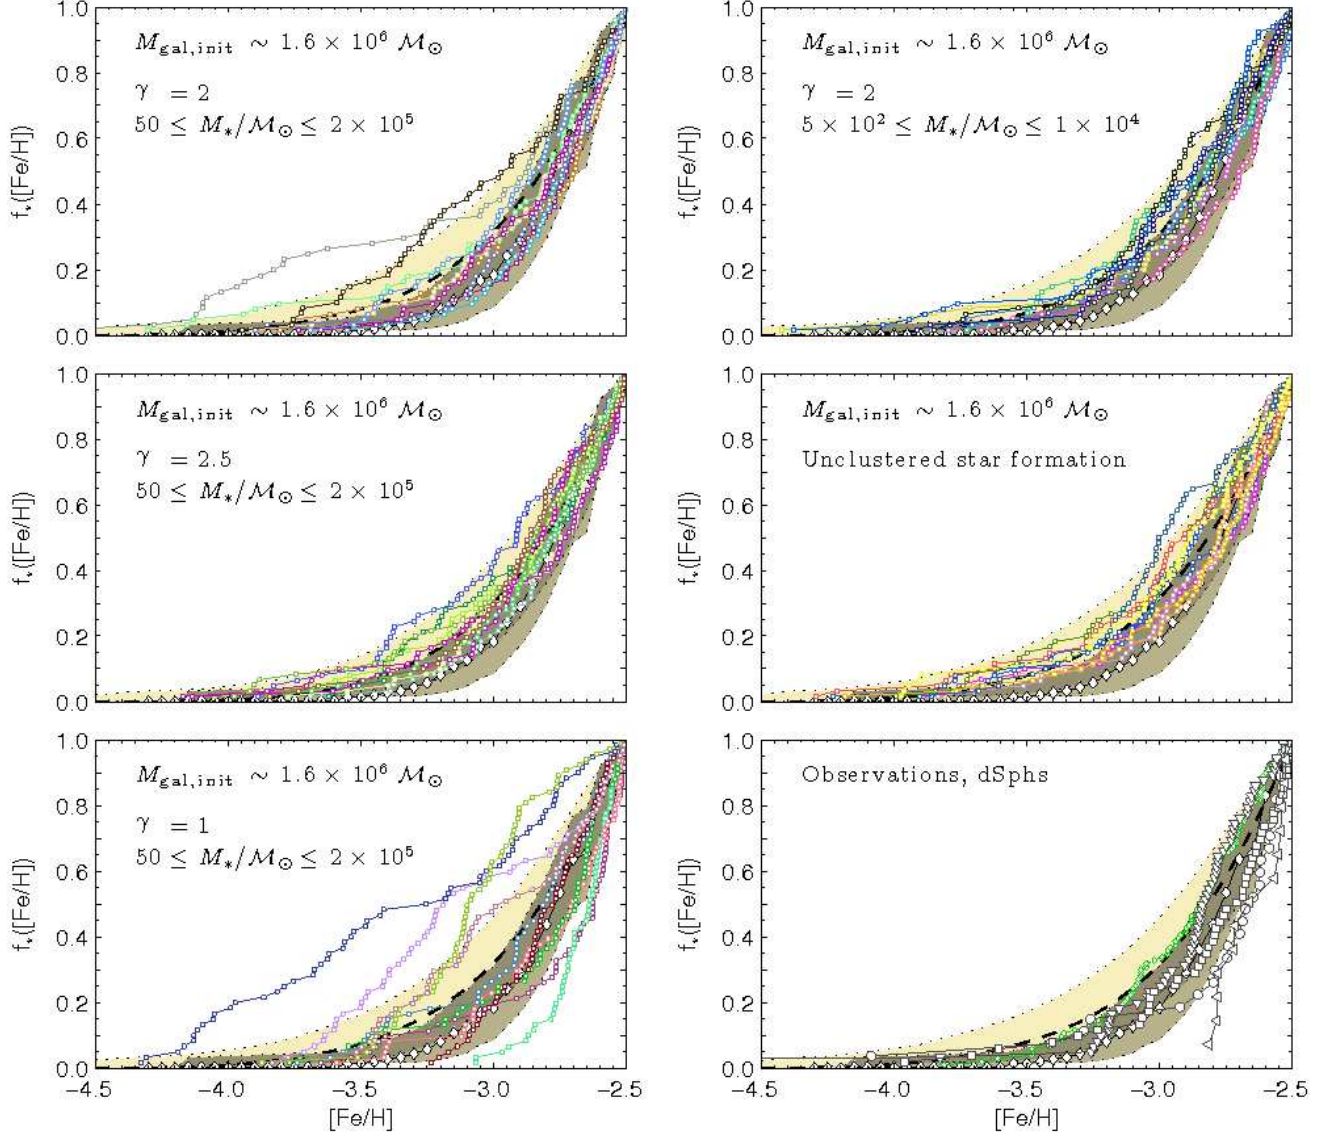 M_gal,init ~ 1.6 × 10^6 M_⊙
γ = 2
50 ≤ M_*/M_⊙ ≤ 2 × 10^5
f_*([Fe/H])
1.0
0.8
0.6
0.4
0.2
0.0
M_gal,init ~ 1.6 × 10^6 M_⊙
γ = 2
5 × 10^2 ≤ M_*/M_⊙ ≤ 1 × 10^4
f_*([Fe/H])
1.0
0.8
0.6
0.4
0.2
0.0
M_gal,init ~ 1.6 × 10^6 M_⊙
γ = 2.5
50 ≤ M_*/M_⊙ ≤ 2 × 10^5
f_*([Fe/H])
1.0
0.8
0.6
0.4
0.2
0.0
M_gal,init ~ 1.6 × 10^6 M_⊙
Unclustered star formation
f_*([Fe/H])
1.0
0.8
0.6
0.4
0.2
0.0
M_gal,init ~ 1.6 × 10^6 M_⊙
γ = 1
50 ≤ M_*/M_⊙ ≤ 2 × 10^5
f_*([Fe/H])
1.0
0.8
0.6
0.4
0.2
0.0
−4.5 −4.0 −3.5 −3.0 −2.5
[Fe/H]
Observations, dSphs
f_*([Fe/H])
1.0
0.8
0.6
0.4
0.2
0.0
−4.5 −4.0 −3.5 −3.0 −2.5
[Fe/H]